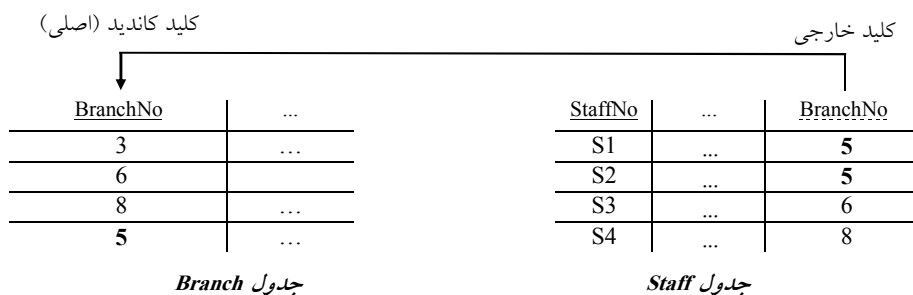 کلید کاندید (اصلی)
کلید خارجی
BranchNo ...
3 ...
6
8 ...
5 ...
جدول Branch
StaffNo ... BranchNo
S1 ... 5
S2 ... 5
S3 ... 6
S4 ... 8
جدول Staff